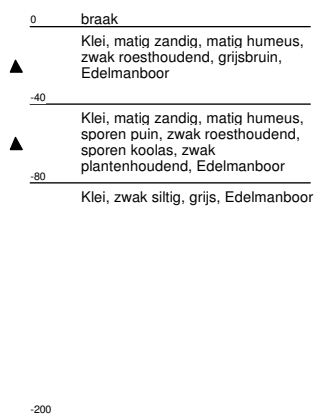 0 braak
Klei, matig zandig, matig humeus,
zwak roesthoudend, grijsbruin,
Edelmanboor
-40
Klei, matig zandig, matig humeus,
sporen puin, zwak roesthoudend,
sporen koolas, zwak
plantenhoudend, Edelmanboor
-80
Klei, zwak siltig, grijs, Edelmanboor
-200